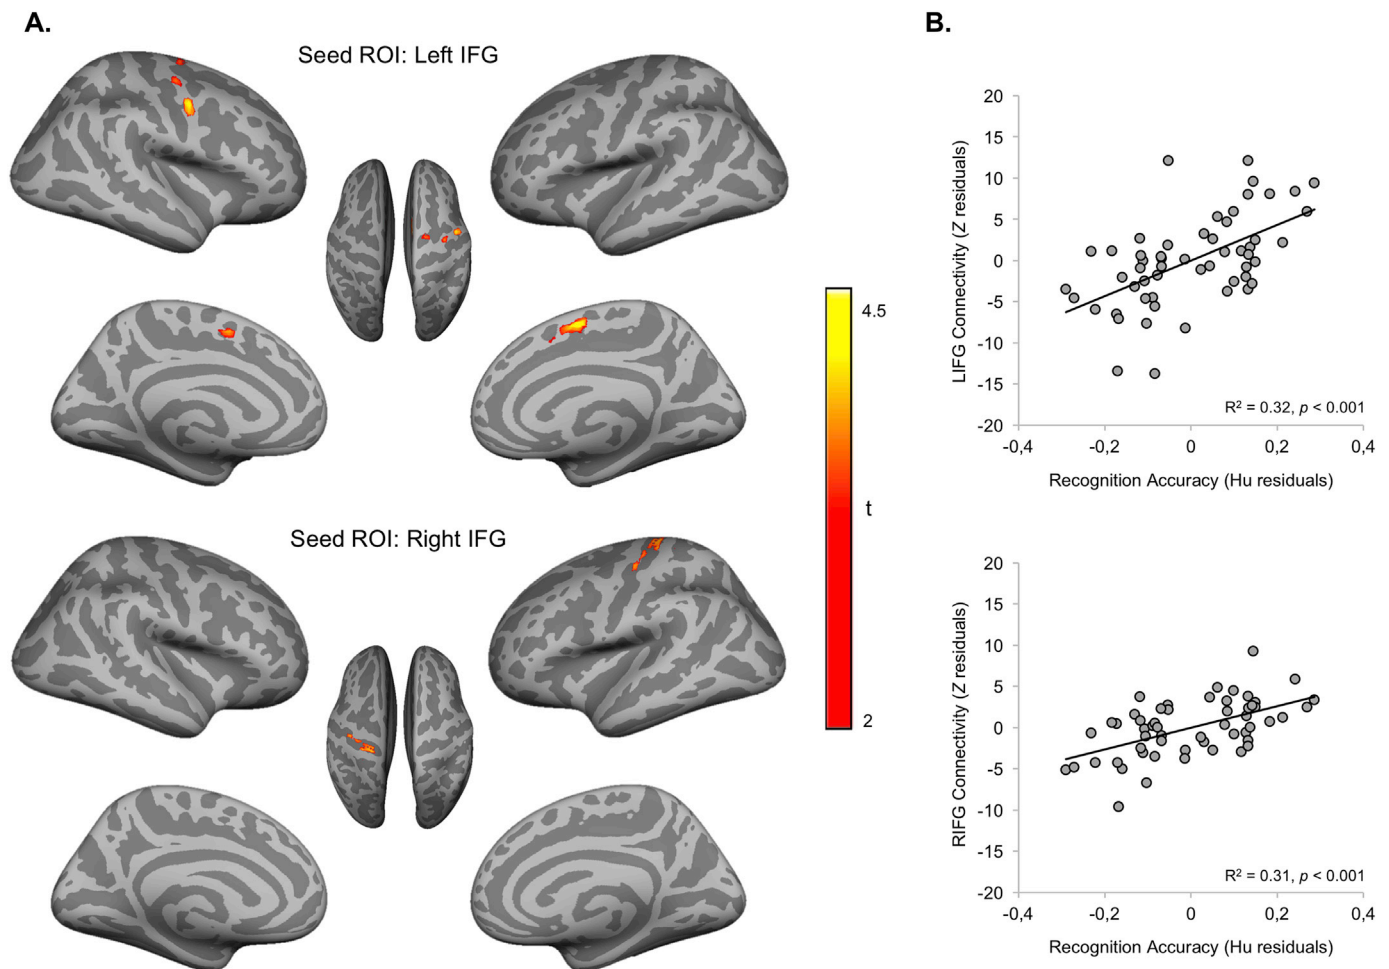 A.
Seed ROI: Left IFG
4.5
t
2
Seed ROI: Right IFG
B.
LIFG Connectivity (Z residuals)
20
15
10
5
0
-5
-10
-15
-20
R² = 0.32, p < 0.001
-0,4
-0,2
0
0,2
0,4
Recognition Accuracy (Hu residuals)
RIFG Connectivity (Z residuals)
20
15
10
5
0
-5
-10
-15
-20
R² = 0.31, p < 0.001
-0,4
-0,2
0
0,2
0,4
Recognition Accuracy (Hu residuals)